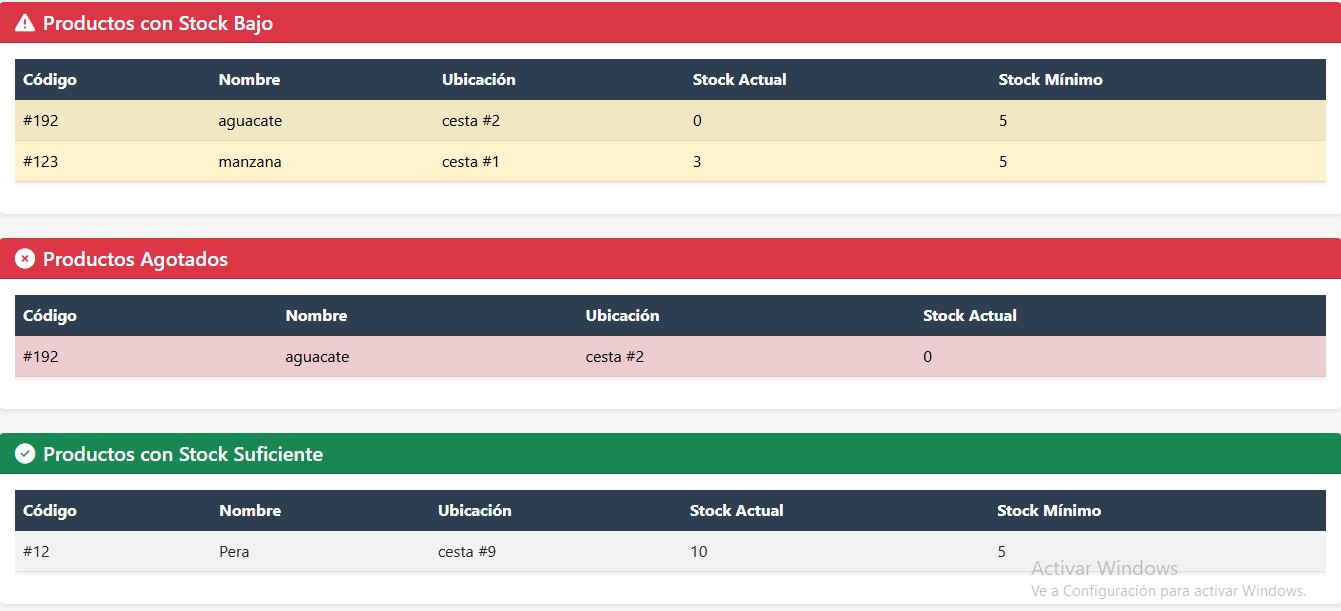 Productos con Stock Bajo
Código Nombre Ubicación Stock Actual Stock Mínimo
#192 aguacate cesta #2 0 5
#123 manzana cesta #1 3 5
Productos Agotados
Código Nombre Ubicación Stock Actual
#192 aguacate cesta #2 0
Productos con Stock Suficiente
Código Nombre Ubicación Stock Actual Stock Mínimo
#12 Pera cesta #9 10 5
Activar Windows
Ve a Configuración para activar Windows.